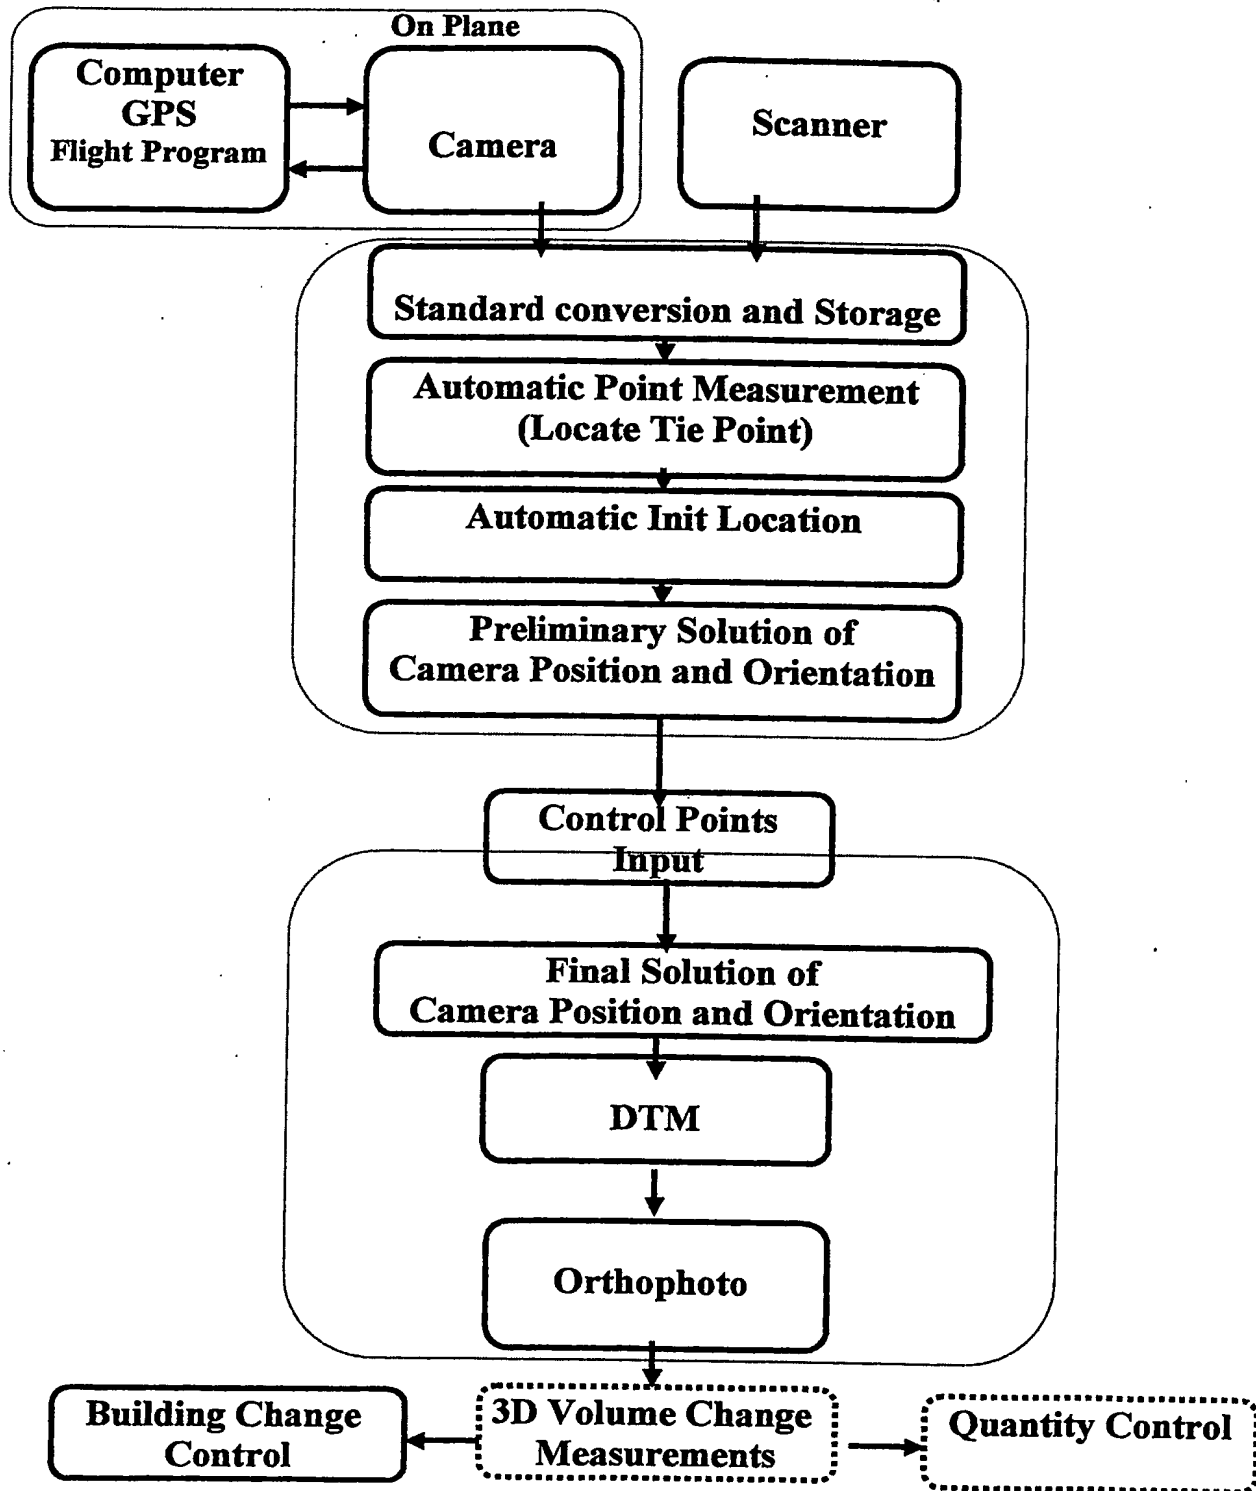 On Plane
Computer
GPS
Flight Program
Camera
Scanner
Standard conversion and Storage
Automatic Point Measurement
(Locate Tie Point)
Automatic Init Location
Preliminary Solution of
Camera Position and Orientation
Control Points
Input
Final Solution of
Camera Position and Orientation
DTM
Orthophoto
Building Change
Control
3D Volume Change
Measurements
Quantity Control